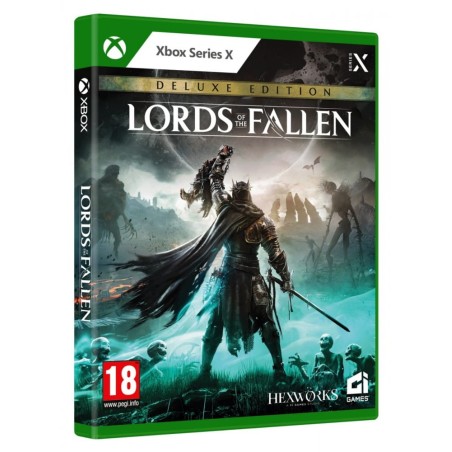 Xbox Series X
SERIES X
DELUXE EDITION
LORDS OF THE FALLEN
XBOX
LORDS OF THE FALLEN
18
www.pegi.info
HEXWORKS
CI GAMES